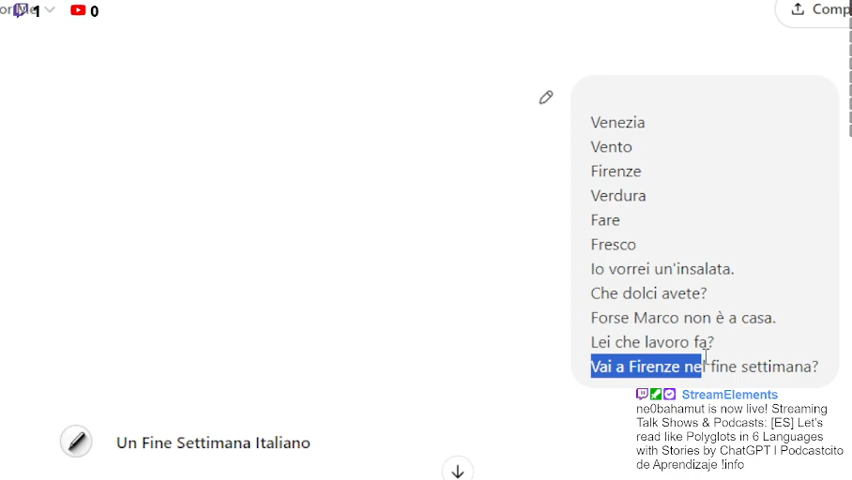 1
0
Comp
Venezia
Vento
Firenze
Verdura
Fare
Fresco
Io vorrei un'insalata.
Che dolci avete?
Forse Marco non è a casa.
Lei che lavoro fa?
Vai a Firenze nel fine settimana?
StreamElements
ne0bahamut is now live! Streaming
Talk Shows & Podcasts: [ES] Let's
read like Polyglots in 6 Languages
with Stories by ChatGPT l Podcastcito
de Aprendizaje !info
Un Fine Settimana Italiano